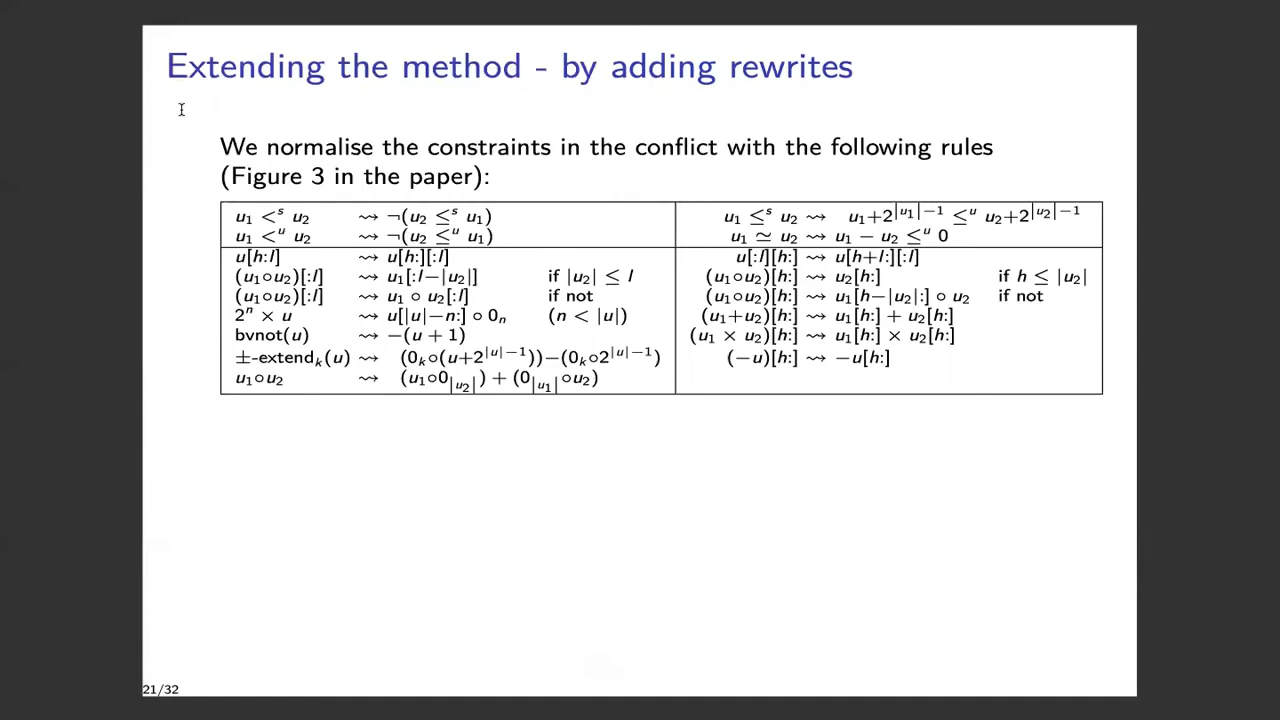 Extending the method - by adding rewrites
We normalise the constraints in the conflict with the following rules
(Figure 3 in the paper):
u₁ <ˢ u₂ ⇝ ¬(u₂ ≤ˢ u₁) u₁ ≤ˢ u₂ ⇝ u₁+2^{|u₁|−1} ≤ᵘ u₂+2^{|u₂|−1}
u₁ <ᵘ u₂ ⇝ ¬(u₂ ≤ᵘ u₁) u₁ ≃ u₂ ⇝ u₁ − u₂ ≤ᵘ 0
u[h:l] ⇝ u[h:][:l] u[:l][h:] ⇝ u[h+l:][:l]
(u₁∘u₂)[:l] ⇝ u₁[:l−|u₂|] if |u₂| ≤ l (u₁∘u₂)[h:] ⇝ u₂[h:] if h ≤ |u₂|
(u₁∘u₂)[:l] ⇝ u₁ ∘ u₂[:l] if not (u₁∘u₂)[h:] ⇝ u₁[h−|u₂|:] ∘ u₂ if not
2ⁿ × u ⇝ u[|u|−n:] ∘ 0ₙ (n < |u|) (u₁+u₂)[h:] ⇝ u₁[h:] + u₂[h:]
bvnot(u) ⇝ −(u + 1) (u₁ × u₂)[h:] ⇝ u₁[h:] × u₂[h:]
±-extendₖ(u) ⇝ (0ₖ∘(u+2^{|u|−1}))−(0ₖ∘2^{|u|−1}) (−u)[h:] ⇝ −u[h:]
u₁∘u₂ ⇝ (u₁∘0_{|u₂|}) + (0_{|u₁|}∘u₂)
21/32